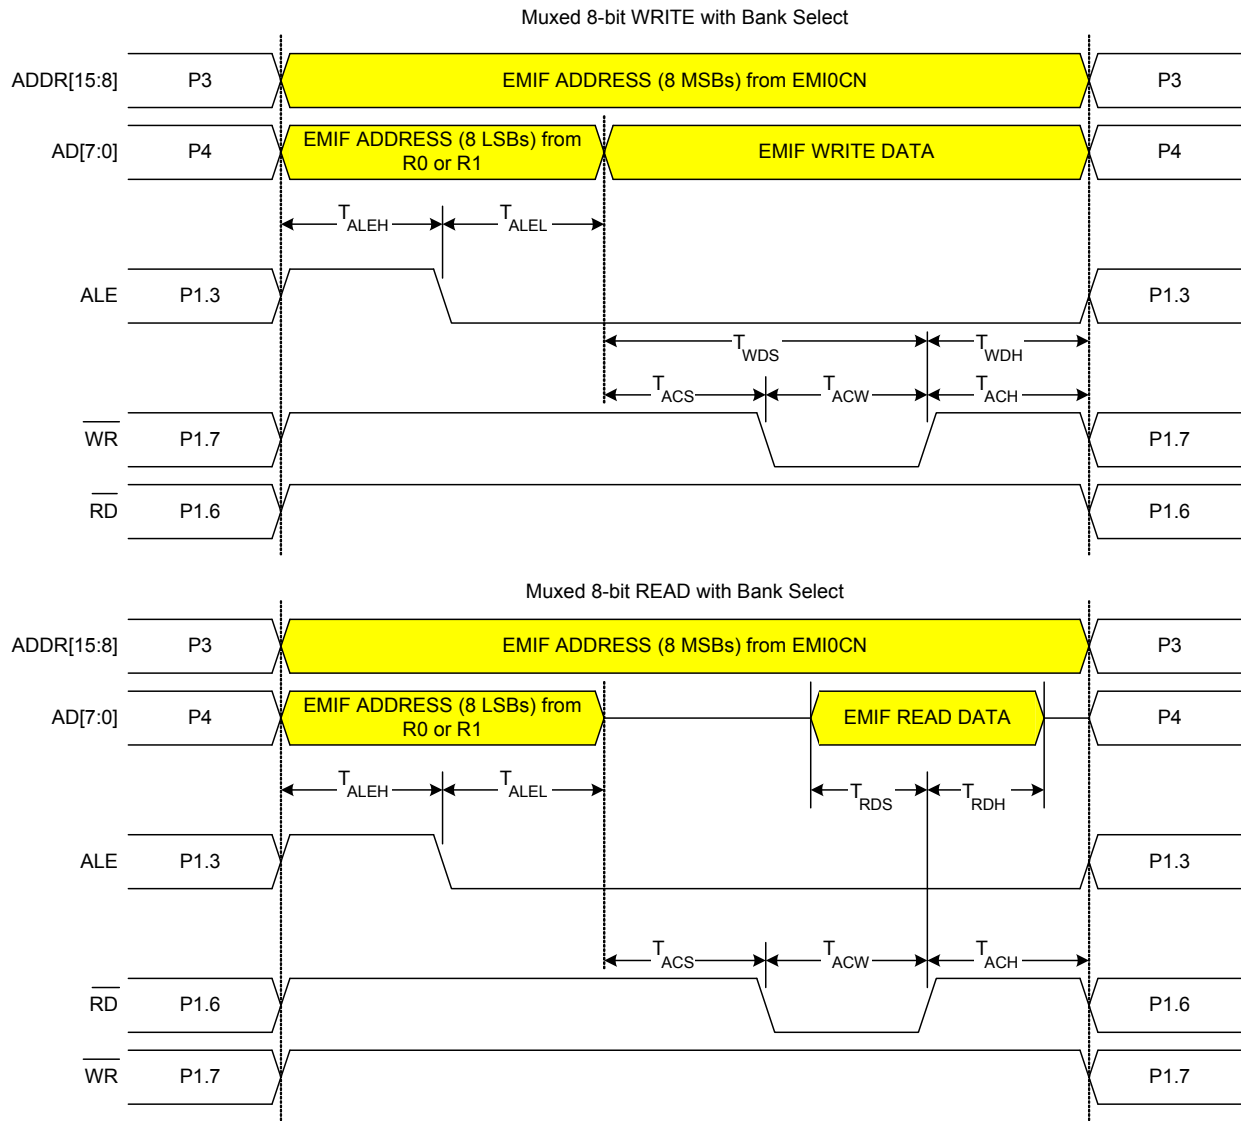 Muxed 8-bit WRITE with Bank Select
ADDR[15:8] P3 EMIF ADDRESS (8 MSBs) from EMI0CN P3
AD[7:0] P4 EMIF ADDRESS (8 LSBs) from
R0 or R1 EMIF WRITE DATA P4
TALEH TALEL
ALE P1.3 P1.3
TWDS TWDH
TACS TACW TACH
WR P1.7 P1.7
RD P1.6 P1.6
Muxed 8-bit READ with Bank Select
ADDR[15:8] P3 EMIF ADDRESS (8 MSBs) from EMI0CN P3
AD[7:0] P4 EMIF ADDRESS (8 LSBs) from
R0 or R1 EMIF READ DATA P4
TALEH TALEL TRDS TRDH
ALE P1.3 P1.3
TACS TACW TACH
RD P1.6 P1.6
WR P1.7 P1.7